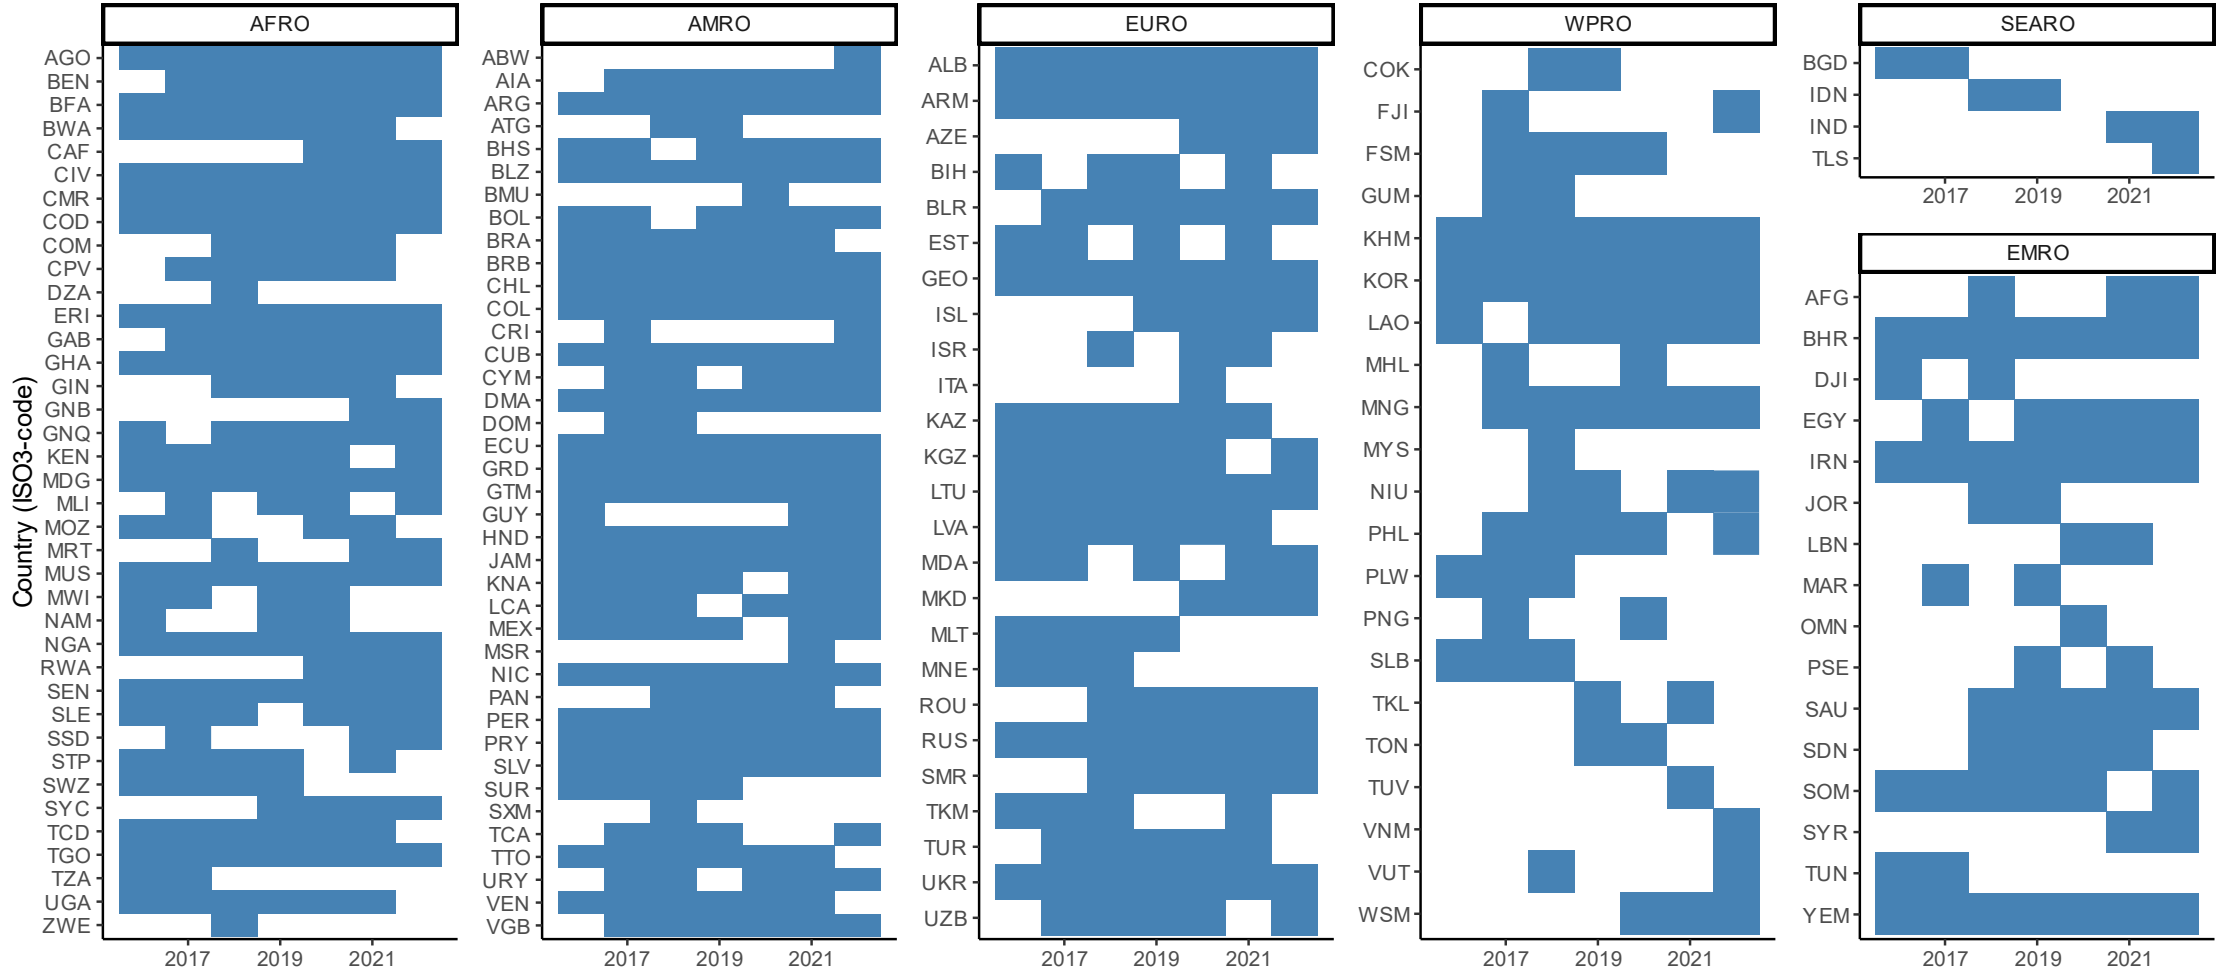 AFRO
AMRO
EURO
WPRO
SEARO
Country (ISO3-code)
AGO
BEN
BFA
BWA
CAF
CIV
CMR
COD
COM
CPV
DZA
ERI
GAB
GHA
GIN
GNB
GNQ
KEN
MDG
MLI
MOZ
MRT
MUS
MWI
NAM
NGA
RWA
SEN
SLE
SSD
STP
SWZ
SYC
TCD
TGO
TZA
UGA
ZWE
2017 2019 2021
ABW
AIA
ARG
ATG
BHS
BLZ
BMU
BOL
BRA
BRB
CHL
COL
CRI
CUB
CYM
DMA
DOM
ECU
GRD
GTM
GUY
HND
JAM
KNA
LCA
MEX
MSR
NIC
PAN
PER
PRY
SLV
SUR
SXM
TCA
TTO
URY
VEN
VGB
2017 2019 2021
ALB
ARM
AZE
BIH
BLR
EST
GEO
ISL
ISR
ITA
KAZ
KGZ
LTU
LVA
MDA
MKD
MLT
MNE
ROU
RUS
SMR
TKM
TUR
UKR
UZB
2017 2019 2021
COK
FJI
FSM
GUM
KHM
KOR
LAO
MHL
MNG
MYS
NIU
PHL
PLW
PNG
SLB
TKL
TON
TUV
VNM
VUT
WSM
2017 2019 2021
BGD
IDN
IND
TLS
2017 2019 2021
EMRO
AFG
BHR
DJI
EGY
IRN
JOR
LBN
MAR
OMN
PSE
SAU
SDN
SOM
SYR
TUN
YEM
2017 2019 2021